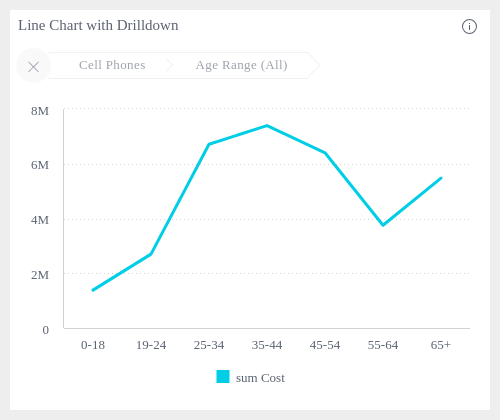 Line Chart with Drilldown
Cell Phones
Age Range (All)
8M
6M
4M
2M
0
0-18 19-24 25-34 35-44 45-54 55-64 65+
sum Cost